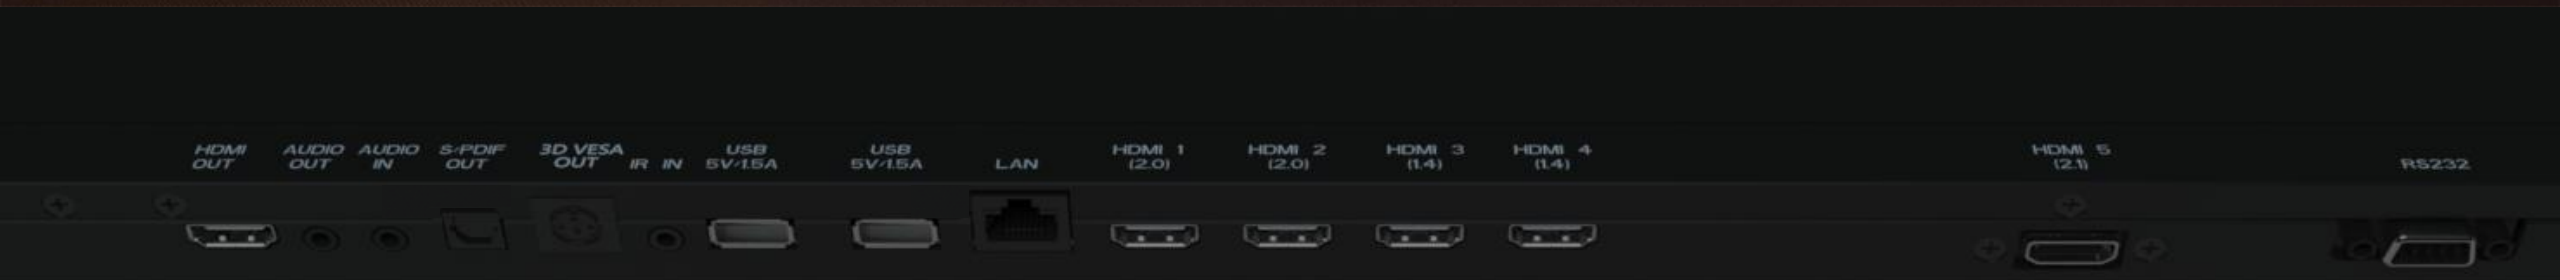 HDMI OUT
AUDIO OUT
AUDIO IN
S/PDIF OUT
3D VESA OUT
IR IN
USB 5V/1.5A
USB 5V/1.5A
LAN
HDMI 1 (2.0)
HDMI 2 (2.0)
HDMI 3 (1.4)
HDMI 4 (1.4)
HDMI 5 (2.1)
RS232